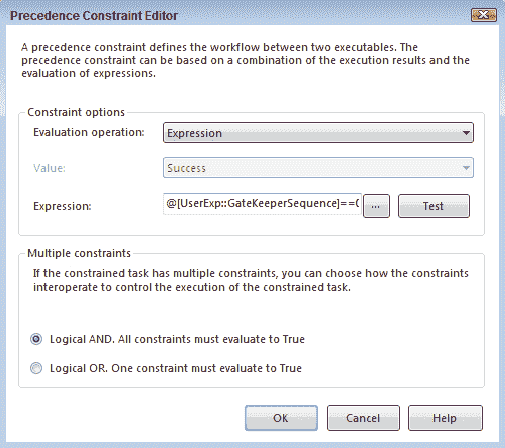 Precedence Constraint Editor
A precedence constraint defines the workflow between two executables. The
precedence constraint can be based on a combination of the execution results and the
evaluation of expressions.
Constraint options
Evaluation operation:
Expression
Value:
Success
Expression:
@[UserExp::GateKeeperSequence]==
...
Test
Multiple constraints
If the constrained task has multiple constraints, you can choose how the constraints
interoperate to control the execution of the constrained task.
Logical AND. All constraints must evaluate to True
Logical OR. One constraint must evaluate to True
OK
Cancel
Help